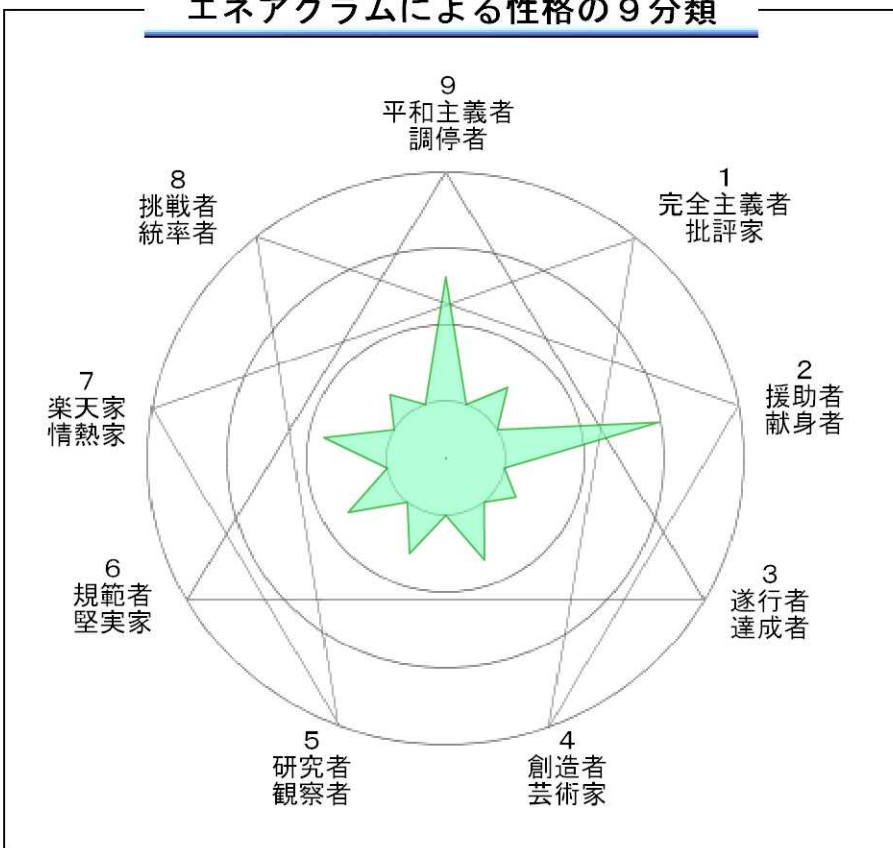 エネアグラムによる性格の９分類
9
平和主義者
調停者
8
挑戦者
統率者
1
完全主義者
批評家
7
楽天家
情熱家
2
援助者
献身者
6
規範者
堅実家
3
遂行者
達成者
5
研究者
観察者
4
創造者
芸術家